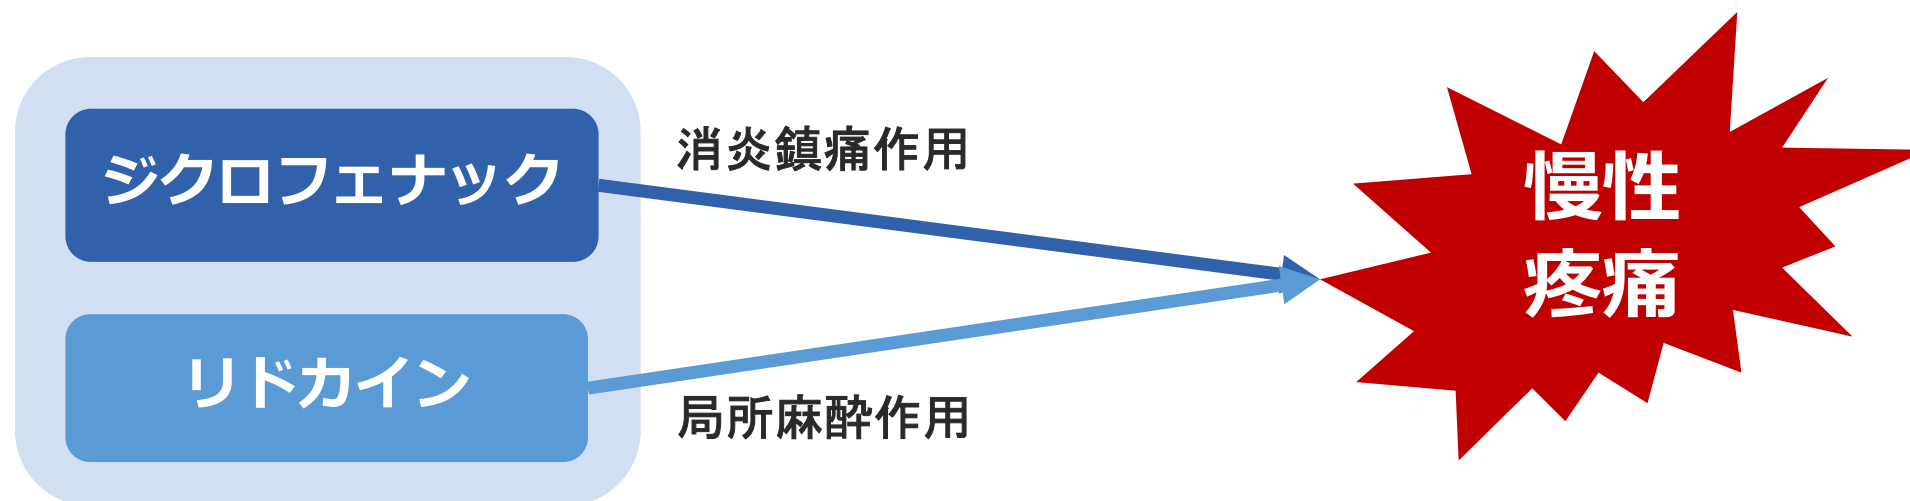 ジクロフェナック
消炎鎮痛作用
リドカイン
局所麻酔作用
慢性
疼痛